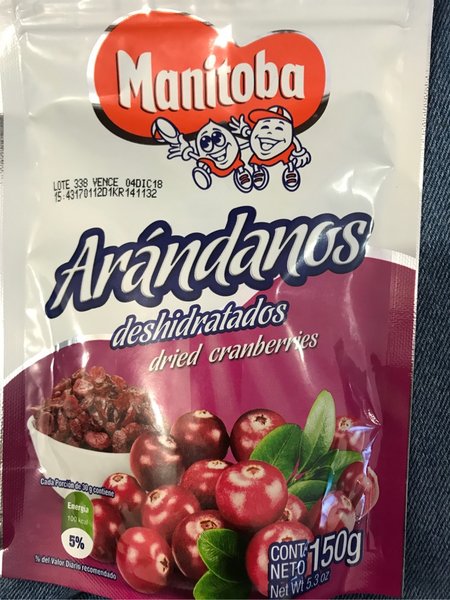 Manitoba
LOTE 338 VENCE 04DIC18
15:43170112D1KR141132
Arándanos
deshidratados
dried cranberries
Cada Porción de 30 g contiene
Energía
100 kcal
5%
% del Valor Diario recomendado
CONT.
NETO 150g
Net Wt 5.3 oz